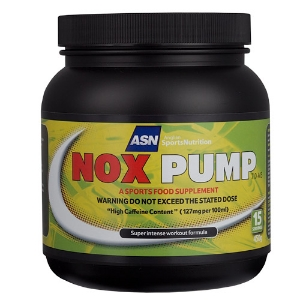 ASN
SportsNutrition
NOX PUMP
A SPORTS FOOD SUPPLEMENT
WARNING DO NOT EXCEED THE STATED DOSE
"High Caffeine Content" (127mg per 100ml)
Super intense workout formula
15